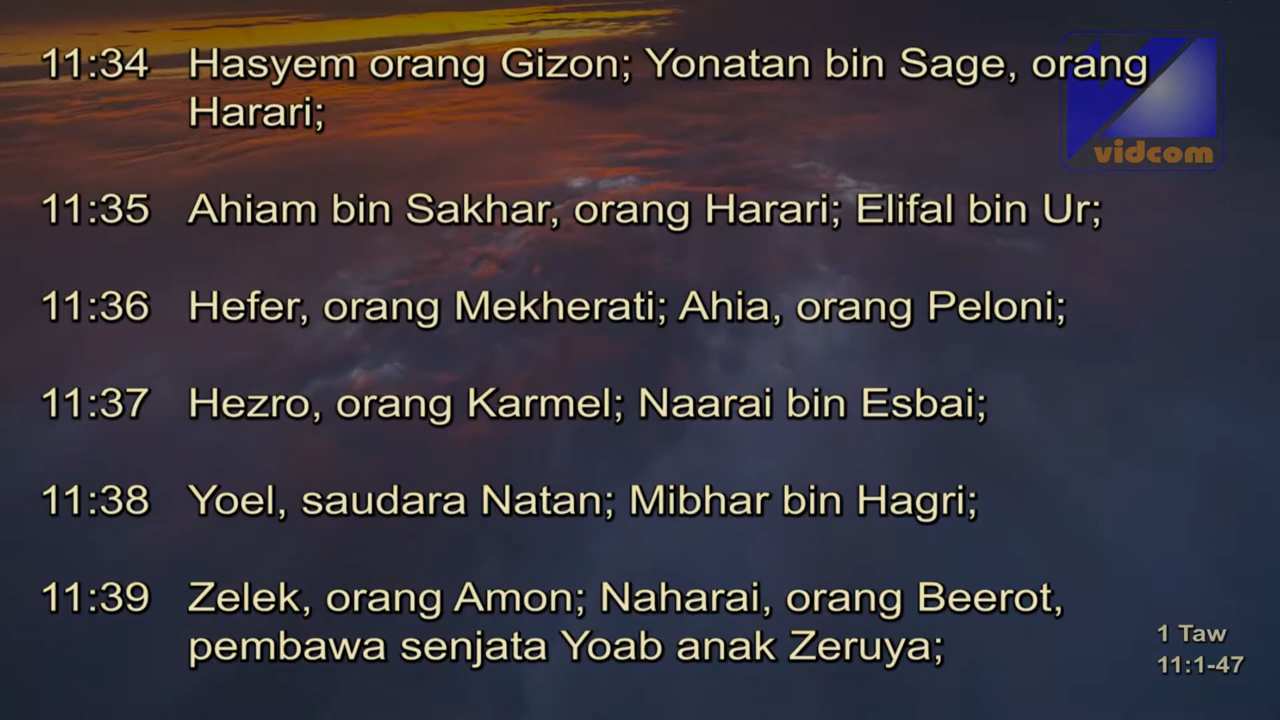 11:34 Hasyem orang Gizon; Yonatan bin Sage, orang
Harari;
vidcom
11:35 Ahiam bin Sakhar, orang Harari; Elifal bin Ur;
11:36 Hefer, orang Mekherati; Ahia, orang Peloni;
11:37 Hezro, orang Karmel; Naarai bin Esbai;
11:38 Yoel, saudara Natan; Mibhar bin Hagri;
11:39 Zelek, orang Amon; Naharai, orang Beerot,
pembawa senjata Yoab anak Zeruya;
1 Taw
11:1-47